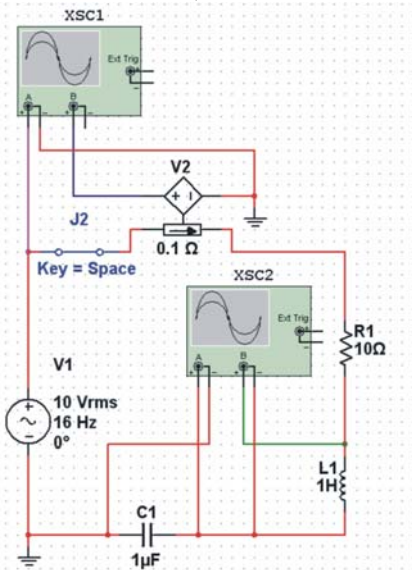 XSC1
Ext Trig
+
-
A
B
+ - + -
V2
+ -
J2
Key = Space
0.1 Ω
XSC2
Ext Trig
+
-
A
B
+ - + -
R1
10Ω
V1
10 Vrms
16 Hz
0°
L1
1H
C1
1µF